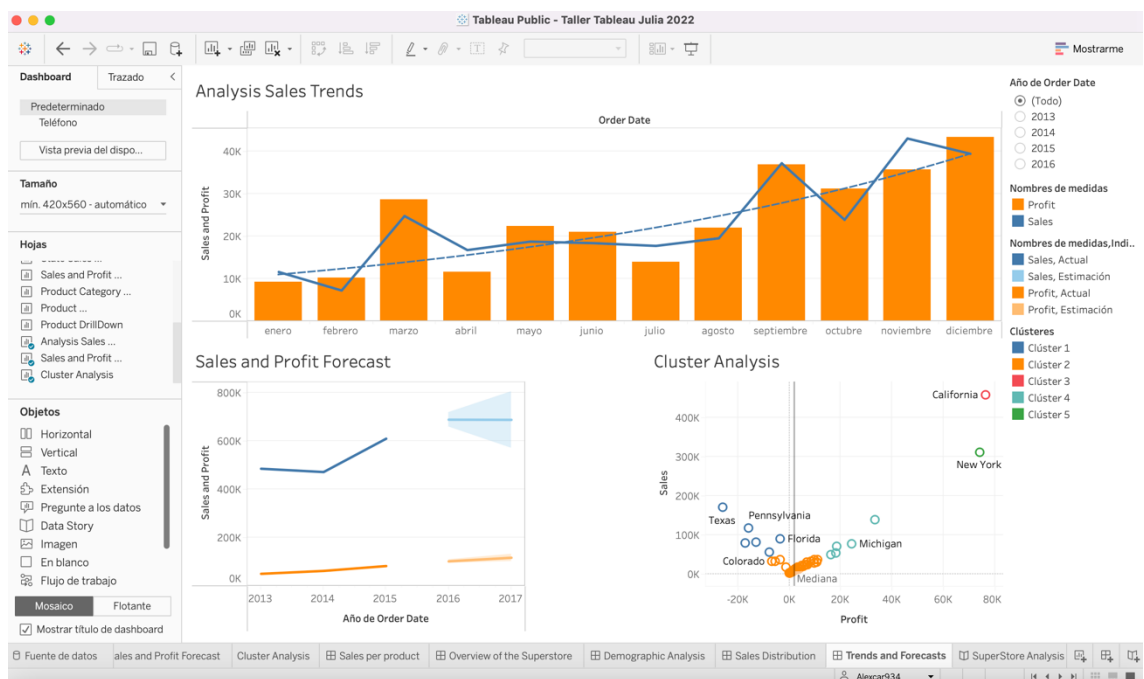 Tableau Public - Taller Tableau Julia 2022
Mostrarme
Dashboard
Trazado
Predeterminado
Teléfono
Vista previa del dispo...
Tamaño
mín. 420x560 - automático
Hojas
Sales and Profit ...
Product Category ...
Product ...
Product DrillDown
Analysis Sales ...
Sales and Profit ...
Cluster Analysis
Objetos
Horizontal
Vertical
A Texto
Extensión
Pregunte a los datos
Data Story
Imagen
En blanco
Flujo de trabajo
Mosaico
Flotante
Mostrar título de dashboard
Analysis Sales Trends
Order Date
Sales and Profit
40K
30K
20K
10K
0K
enero febrero marzo abril mayo junio julio agosto septiembre octubre noviembre diciembre
Sales and Profit Forecast
Sales and Profit
800K
600K
400K
200K
0K
2013 2014 2015 2016 2017
Año de Order Date
Cluster Analysis
Sales
400K
300K
200K
100K
0K
California
New York
Texas
Pennsylvania
Florida
Michigan
Colorado
Mediana
-20K 0K 20K 40K 60K 80K
Profit
Año de Order Date
(Todo)
2013
2014
2015
2016
Nombres de medidas
Profit
Sales
Nombres de medidas,Indi..
Sales, Actual
Sales, Estimación
Profit, Actual
Profit, Estimación
Clústeres
Clúster 1
Clúster 2
Clúster 3
Clúster 4
Clúster 5
Fuente de datos
ales and Profit Forecast
Cluster Analysis
Sales per product
Overview of the Superstore
Demographic Analysis
Sales Distribution
Trends and Forecasts
SuperStore Analysis
Alexcar934